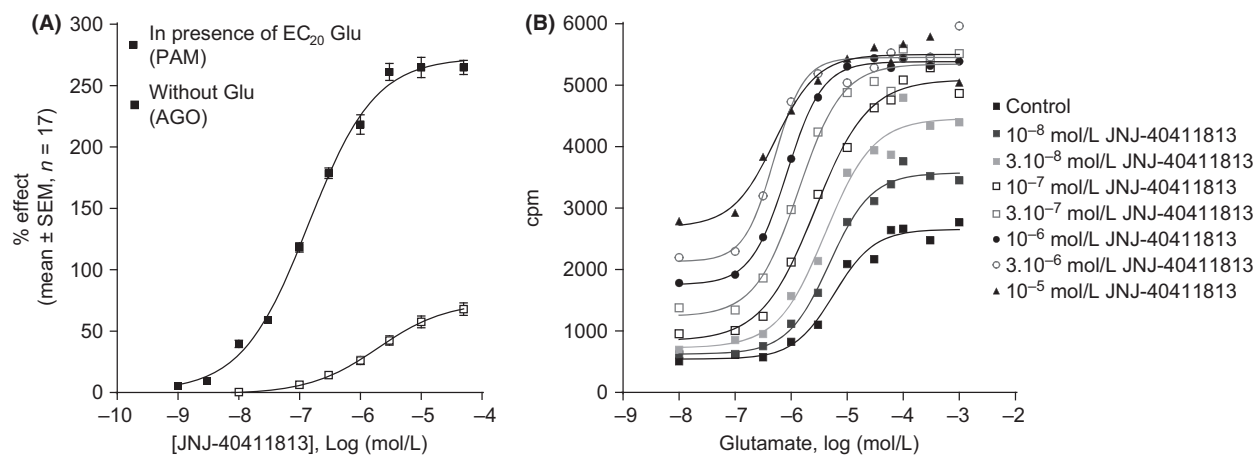 (A)
300
250
200
150
100
50
0
% effect
(mean ± SEM, n = 17)
In presence of EC20 Glu
(PAM)
Without Glu
(AGO)
–10 –9 –8 –7 –6 –5 –4
[JNJ-40411813], Log (mol/L)
(B)
6000
5000
4000
3000
2000
1000
0
cpm
–9 –8 –7 –6 –5 –4 –3 –2
Glutamate, log (mol/L)
Control
10–8 mol/L JNJ-40411813
3.10–8 mol/L JNJ-40411813
10–7 mol/L JNJ-40411813
3.10–7 mol/L JNJ-40411813
10–6 mol/L JNJ-40411813
3.10–6 mol/L JNJ-40411813
10–5 mol/L JNJ-40411813